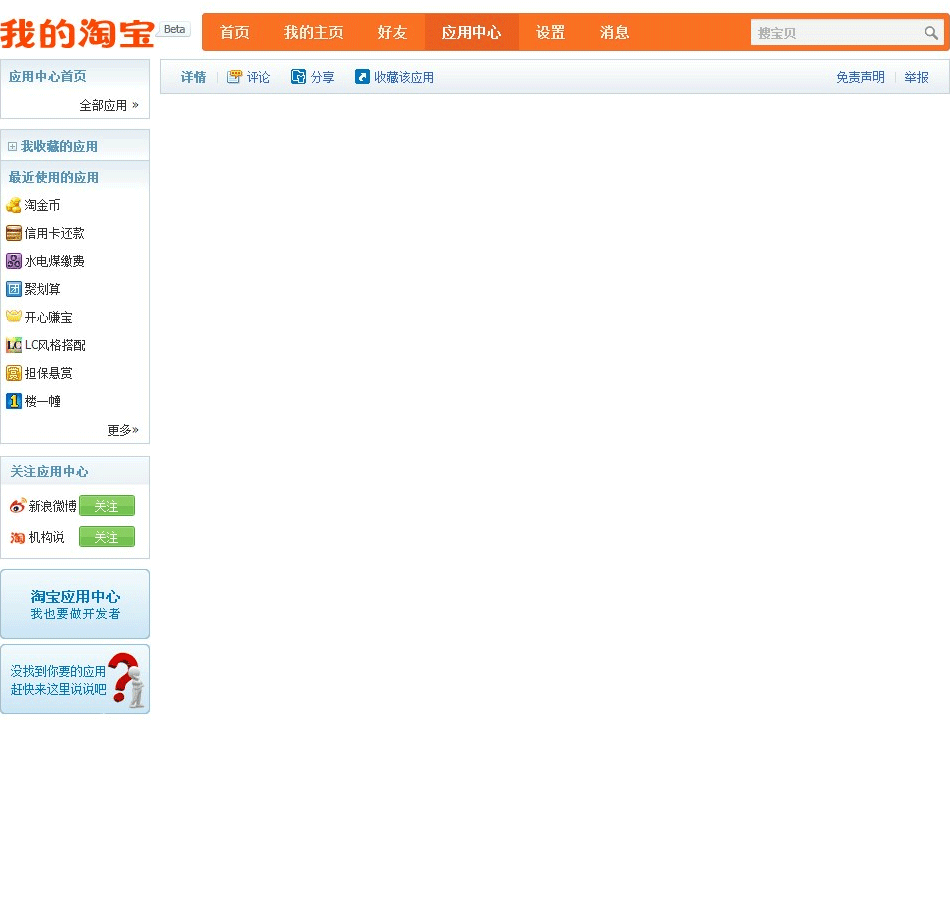 我的淘宝 Beta
首页 我的主页 好友 应用中心 设置 消息 搜宝贝
应用中心首页
全部应用 »
详情 评论 分享 收藏该应用 免责声明 举报
我收藏的应用
最近使用的应用
淘金币
信用卡还款
水电煤缴费
团 聚划算
开心赚宝
LC LC风格搭配
赏 担保悬赏
1 楼一幢
更多»
关注应用中心
新浪微博 关注
淘 机构说 关注
淘宝应用中心
我也要做开发者
没找到你要的应用
赶快来这里说说吧